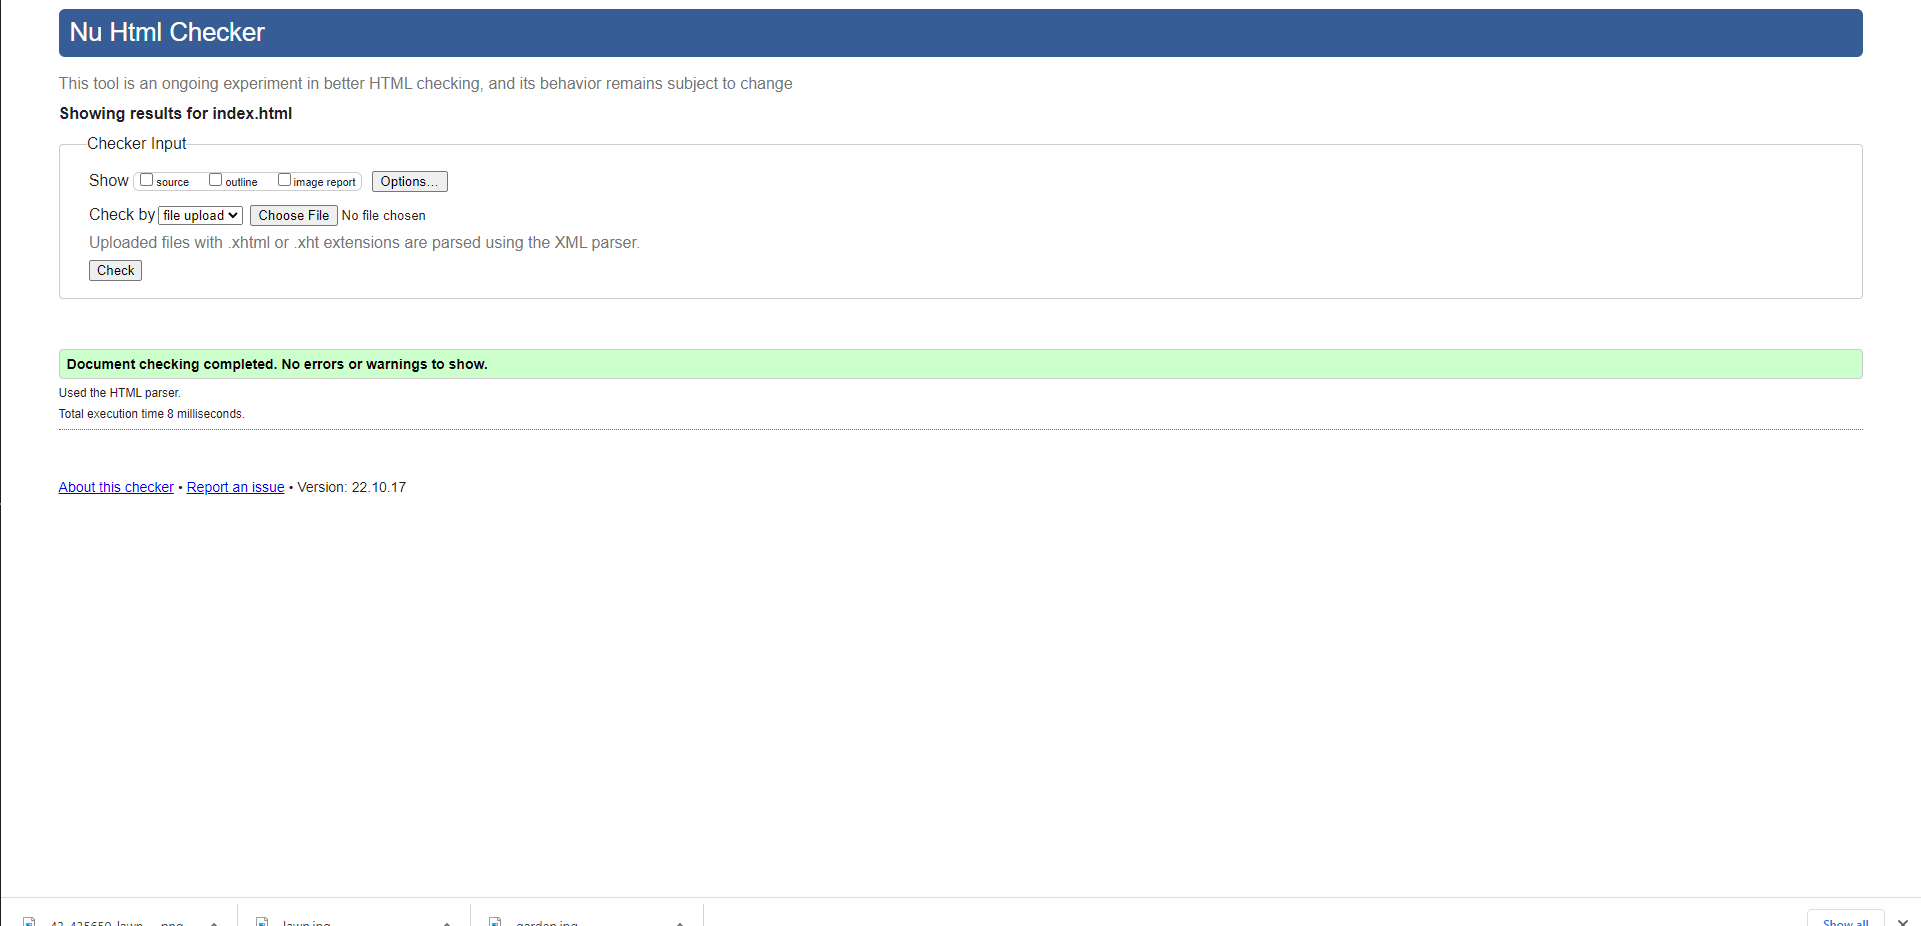 Nu Html Checker
This tool is an ongoing experiment in better HTML checking, and its behavior remains subject to change
Showing results for index.html
Checker Input
Show source outline image report Options...
Check by file upload Choose File No file chosen
Uploaded files with .xhtml or .xht extensions are parsed using the XML parser.
Check
Document checking completed. No errors or warnings to show.
Used the HTML parser.
Total execution time 8 milliseconds.
About this checker • Report an issue • Version: 22.10.17
Show all